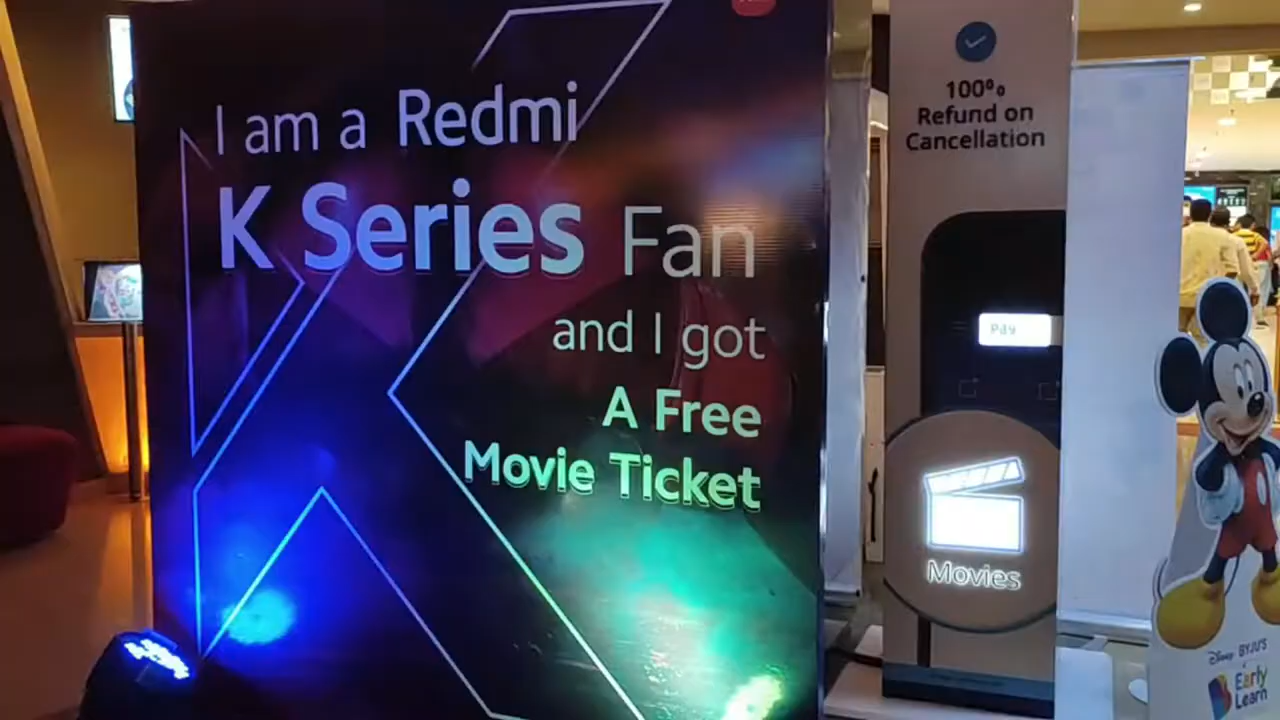 I am a Redmi
K Series Fan
and I got
A Free
Movie Ticket
100%
Refund on
Cancellation
Pay
Movies
Disney BYJU'S
Early
Learn